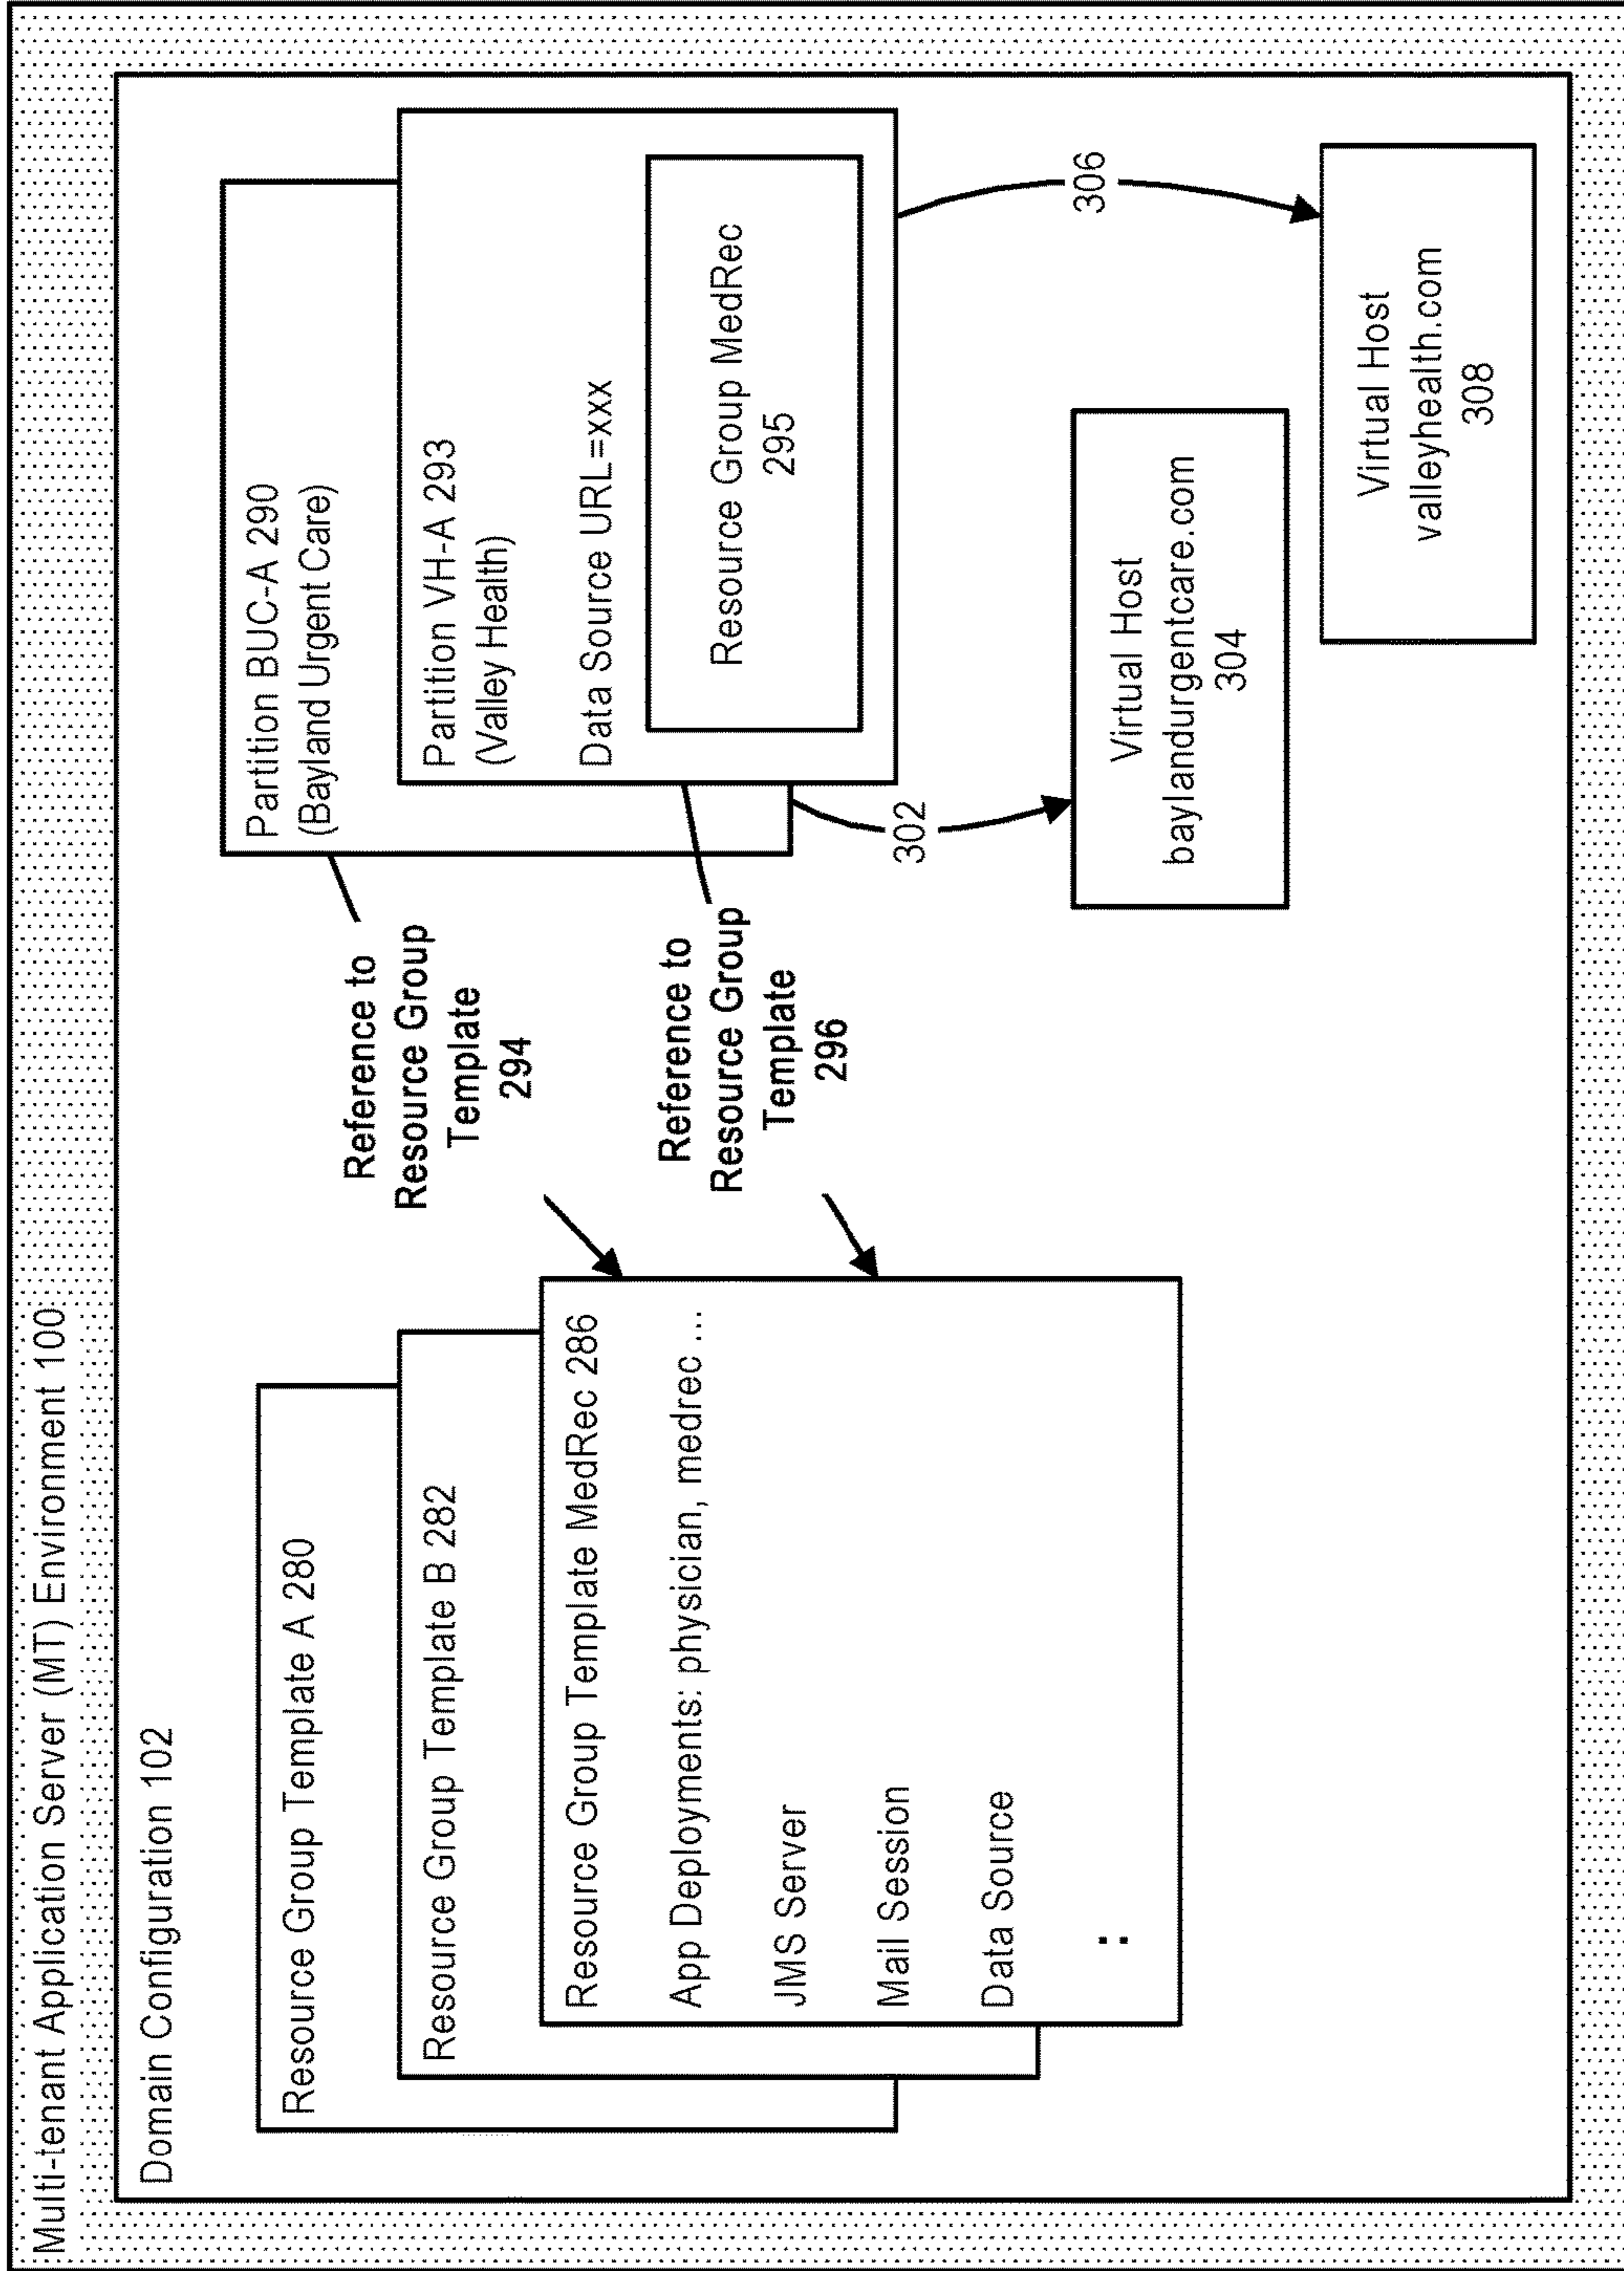 Multi-tenant Application Server (MT) Environment 100
Domain Configuration 102
Resource Group Template A 280
Resource Group Template B 282
Resource Group Template MedRec 286
App Deployments: physician, medrec ...
JMS Server
Mail Session
Data Source
:
Reference to
Resource Group
Template
294
Reference to
Resource Group
Template
296
Partition BUC-A 290
(Bayland Urgent Care)
Partition VH-A 293
(Valley Health)
Data Source URL=xxx
Resource Group MedRec
295
302
306
Virtual Host
baylandurgentcare.com
304
Virtual Host
valleyhealth.com
308